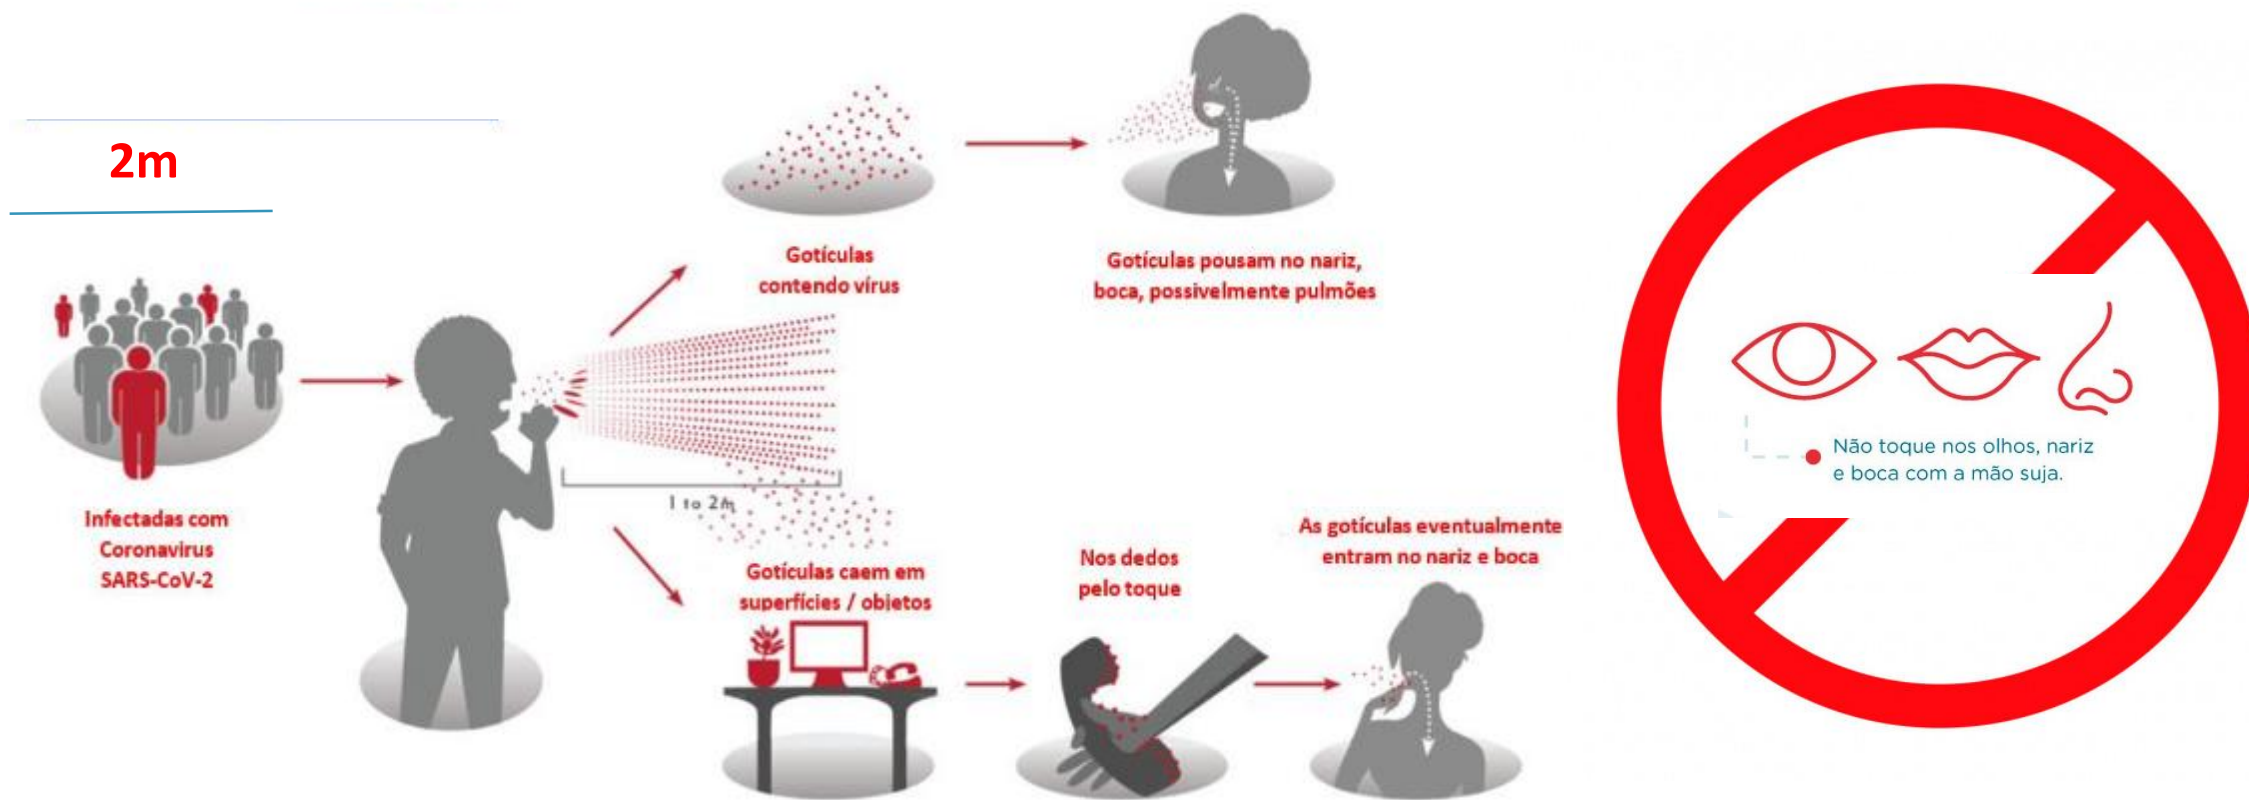 2m
Gotículas
contendo vírus
Gotículas pousam no nariz,
boca, possivelmente pulmões
Infectadas com
Coronavirus
SARS-CoV-2
1 to 2m
Gotículas caem em
superfícies / objetos
Nos dedos
pelo toque
As gotículas eventualmente
entram no nariz e boca
Não toque nos olhos, nariz
e boca com a mão suja.